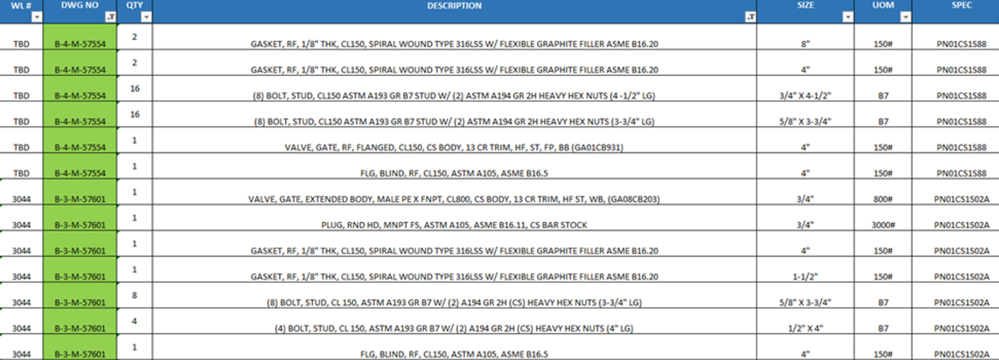 WL # DWG NO QTY DESCRIPTION SIZE UOM SPEC
TBD B-4-M-57554 2 GASKET, RF, 1/8" THK, CL150, SPIRAL WOUND TYPE 316LSS W/ FLEXIBLE GRAPHITE FILLER ASME B16.20 8" 150# PN01CS1S88
TBD B-4-M-57554 2 GASKET, RF, 1/8" THK, CL150, SPIRAL WOUND TYPE 316LSS W/ FLEXIBLE GRAPHITE FILLER ASME B16.20 4" 150# PN01CS1S88
TBD B-4-M-57554 16 (8) BOLT, STUD, CL150 ASTM A193 GR B7 STUD W/ (2) ASTM A194 GR 2H HEAVY HEX NUTS (4 -1/2" LG) 3/4" X 4-1/2" B7 PN01CS1S88
TBD B-4-M-57554 16 (8) BOLT, STUD, CL150 ASTM A193 GR B7 STUD W/ (2) ASTM A194 GR 2H HEAVY HEX NUTS (3-3/4" LG) 5/8" X 3-3/4" B7 PN01CS1S88
TBD B-4-M-57554 1 VALVE, GATE, RF, FLANGED, CL150, CS BODY, 13 CR TRIM, HF, ST, FP, BB (GA01CB931) 4" 150# PN01CS1S88
TBD B-4-M-57554 1 FLG, BLIND, RF, CL150, ASTM A105, ASME B16.5 4" 150# PN01CS1S88
3044 B-3-M-57601 1 VALVE, GATE, EXTENDED BODY, MALE PE X FNPT, CL800, CS BODY, 13 CR TRIM, HF ST, WB, (GA08CB203) 3/4" 800# PN01CS1S02A
3044 B-3-M-57601 1 PLUG, RND HD, MNPT FS, ASTM A105, ASME B16.11, CS BAR STOCK 3/4" 3000# PN01CS1S02A
3044 B-3-M-57601 1 GASKET, RF, 1/8" THK, CL150, SPIRAL WOUND TYPE 316LSS W/ FLEXIBLE GRAPHITE FILLER ASME B16.20 4" 150# PN01CS1S02A
3044 B-3-M-57601 1 GASKET, RF, 1/8" THK, CL150, SPIRAL WOUND TYPE 316LSS W/ FLEXIBLE GRAPHITE FILLER ASME B16.20 1-1/2" 150# PN01CS1S02A
3044 B-3-M-57601 8 (8) BOLT, STUD, CL 150, ASTM A193 GR B7 W/ (2) A194 GR 2H (CS) HEAVY HEX NUTS (3-3/4" LG) 5/8" X 3-3/4" B7 PN01CS1S02A
3044 B-3-M-57601 4 (4) BOLT, STUD, CL 150, ASTM A193 GR B7 W/ (2) A194 GR 2H (CS) HEAVY HEX NUTS (4" LG) 1/2" X 4" B7 PN01CS1S02A
3044 B-3-M-57601 1 FLG, BLIND, RF, CL150, ASTM A105, ASME B16.5 4" 150# PN01CS1S02A